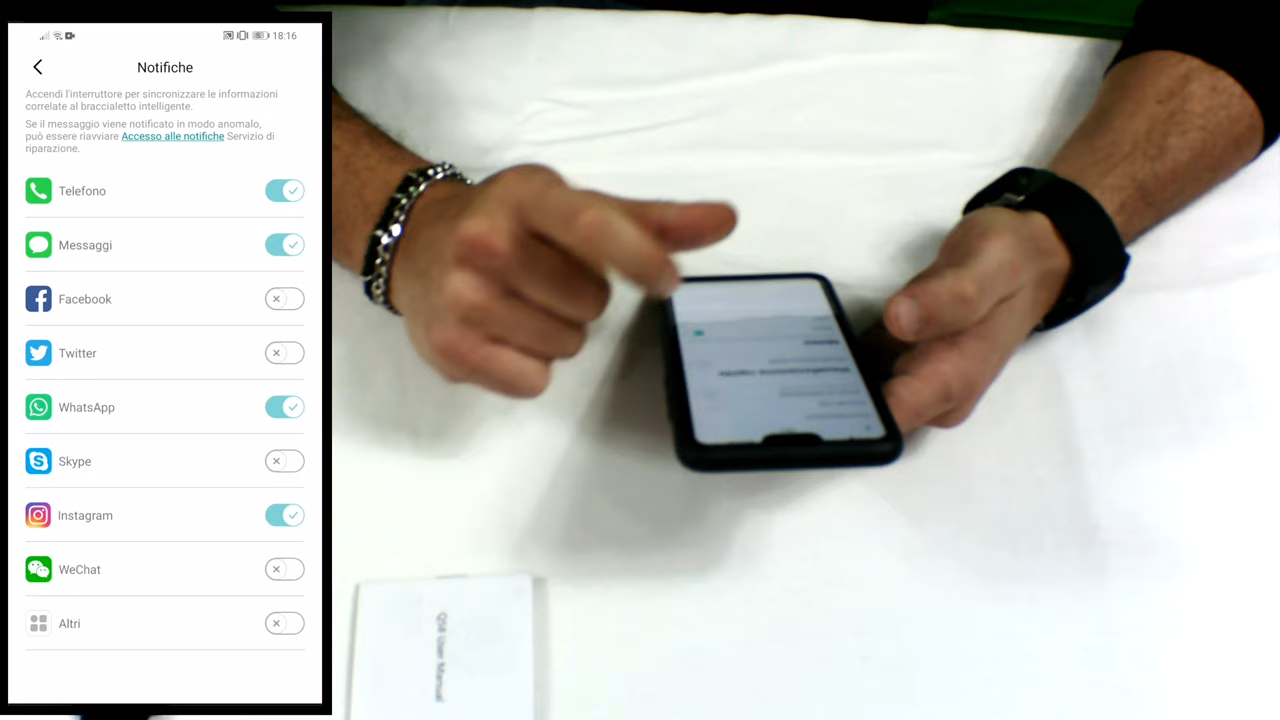 18:16
Notifiche
Accendi l'interruttore per sincronizzare le informazioni
correlate al braccialetto intelligente.
Se il messaggio viene notificato in modo anomalo,
può essere riavviare Accesso alle notifiche Servizio di
riparazione.
Telefono
Messaggi
Facebook
Twitter
WhatsApp
Skype
Instagram
WeChat
Altri
User Manual